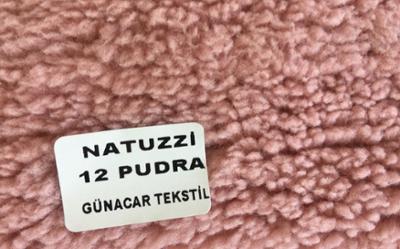 NATUZZİ
12 PUDRA
GÜNACAR TEKSTİL